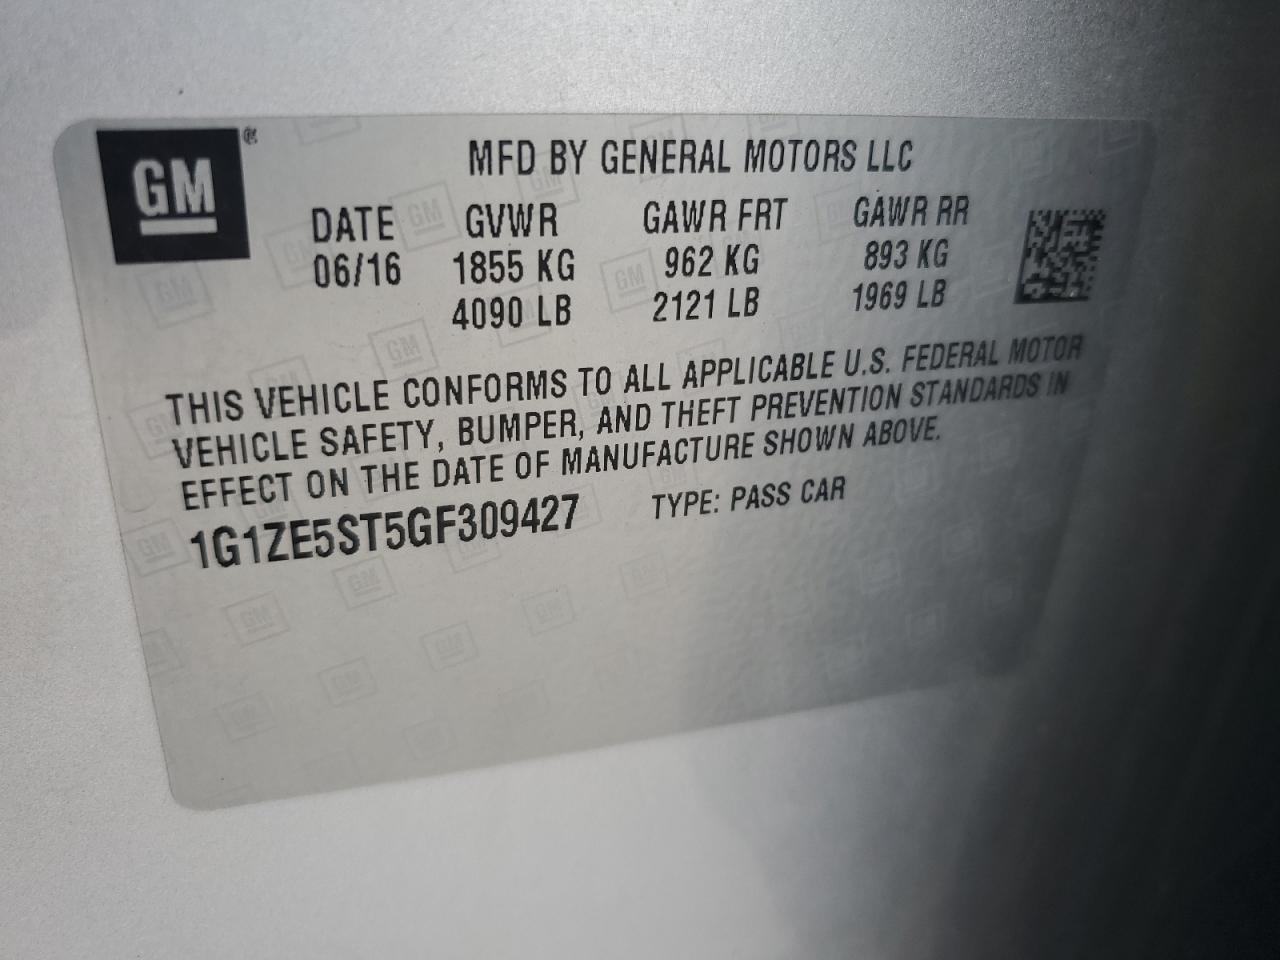 GM®
MFD BY GENERAL MOTORS LLC
DATE GVWR GAWR FRT GAWR RR
06/16 1855 KG 962 KG 893 KG
4090 LB 2121 LB 1969 LB
THIS VEHICLE CONFORMS TO ALL APPLICABLE U.S. FEDERAL MOTOR
VEHICLE SAFETY, BUMPER, AND THEFT PREVENTION STANDARDS IN
EFFECT ON THE DATE OF MANUFACTURE SHOWN ABOVE.
1G1ZE5ST5GF309427 TYPE: PASS CAR